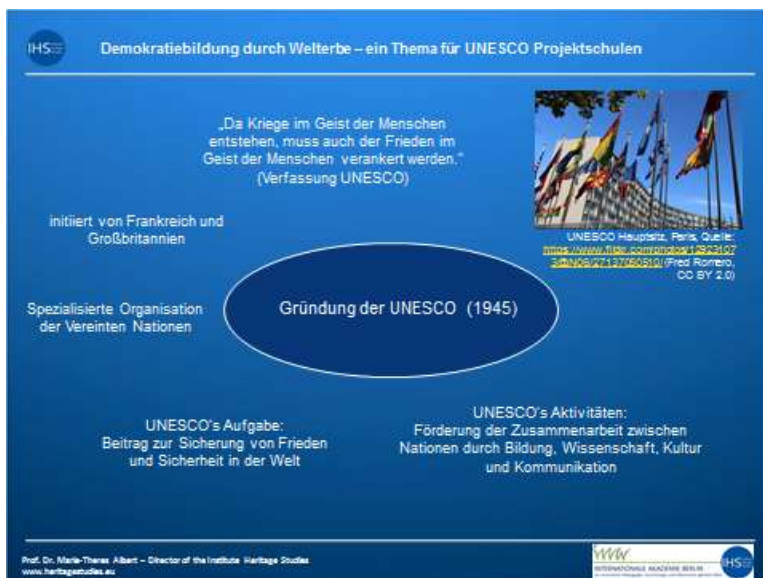 IHS
Demokratiebildung durch Welterbe – ein Thema für UNESCO Projektschulen
„Da Kriege im Geist der Menschen
entstehen, muss auch der Frieden im
Geist der Menschen verankert werden.“
(Verfassung UNESCO)
UNESCO Hauptsitz, Paris, Quelle:
(Fred Romero,
CC BY 2.0)
initiiert von Frankreich und
Großbritannien
Spezialisierte Organisation
der Vereinten Nationen
Gründung der UNESCO (1945)
UNESCO's Aufgabe:
Beitrag zur Sicherung von Frieden
und Sicherheit in der Welt
UNESCO's Aktivitäten:
Förderung der Zusammenarbeit zwischen
Nationen durch Bildung, Wissenschaft, Kultur
und Kommunikation
Prof. Dr. Marie-Theres Albert – Director of the Institute Heritage Studies
www.heritagestudies.eu
INTERNATIONALE AKADEMIE BERLIN
IHS